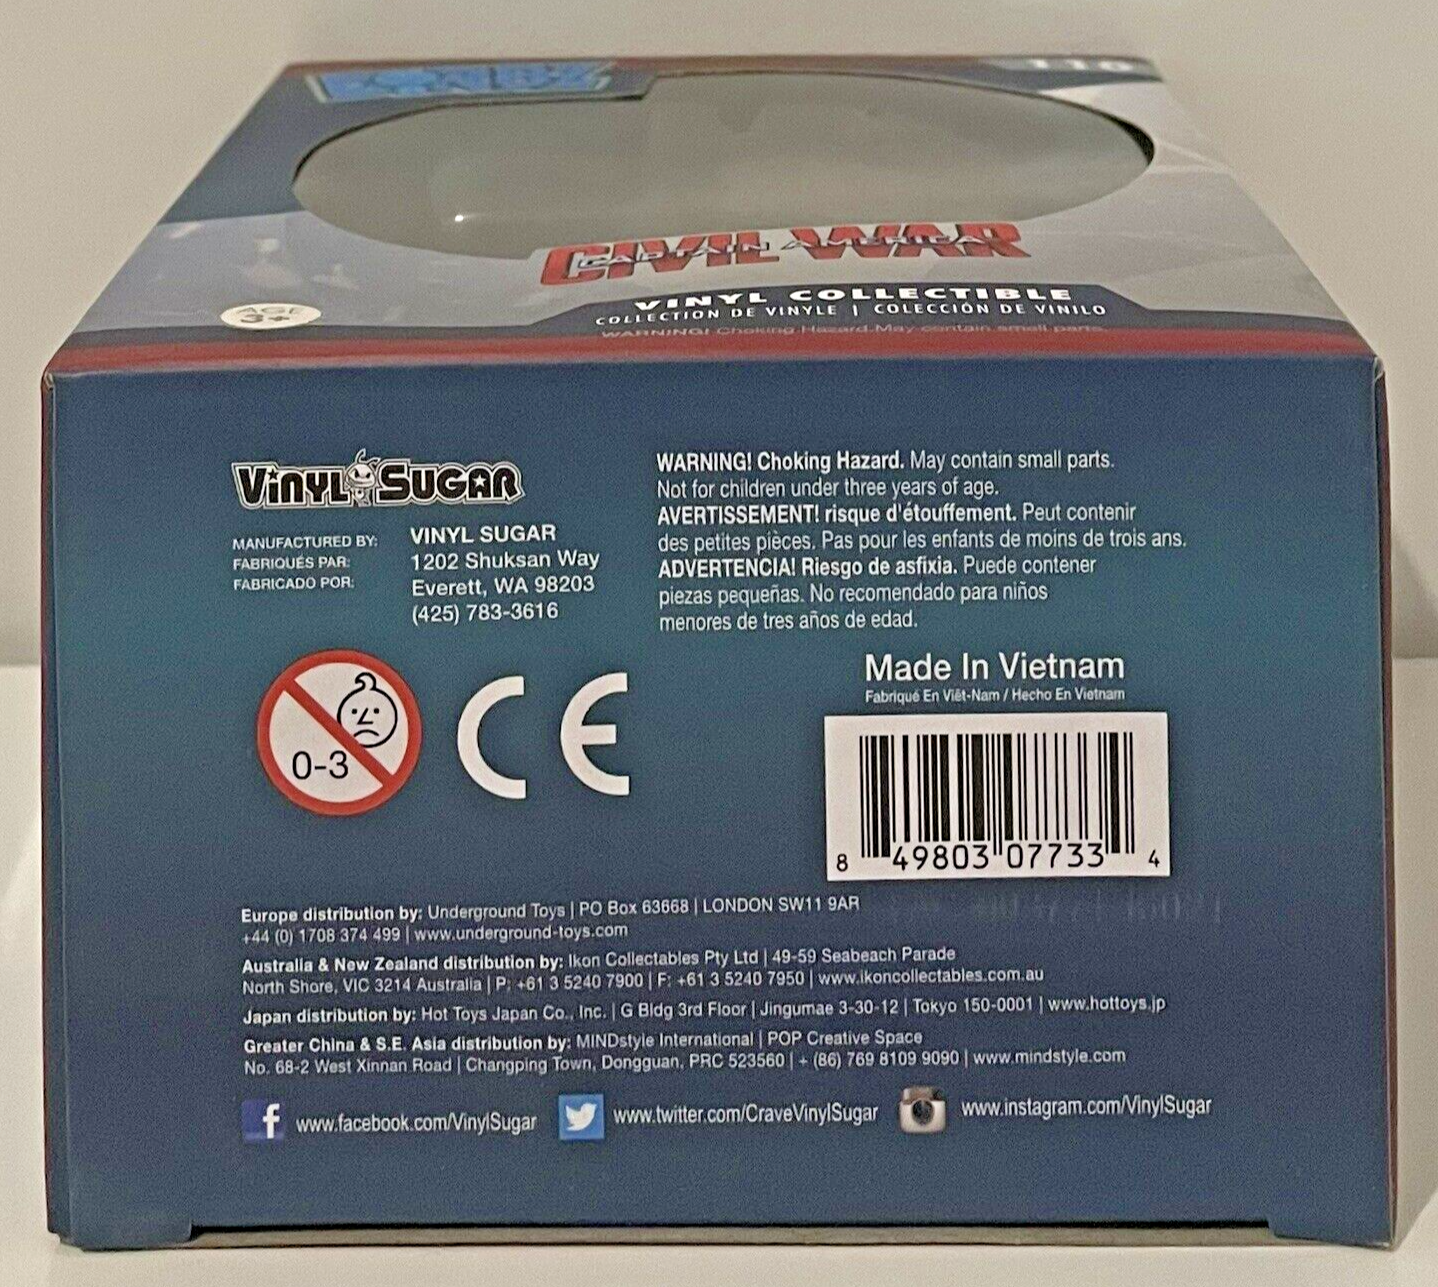 110
CIVIL WAR
CAPTAIN AMERICA
VINYL COLLECTIBLE
COLLECTION DE VINYLE | COLECCIÓN DE VINILO
AGE
3+
WARNING! Choking Hazard. May contain small parts.
VINYL SUGAR
MANUFACTURED BY:
FABRIQUÉS PAR:
FABRICADO POR:
VINYL SUGAR
1202 Shuksan Way
Everett, WA 98203
(425) 783-3616
WARNING! Choking Hazard. May contain small parts.
Not for children under three years of age.
AVERTISSEMENT! risque d'étouffement. Peut contenir
des petites pièces. Pas pour les enfants de moins de trois ans.
ADVERTENCIA! Riesgo de asfixia. Puede contener
piezas pequeñas. No recomendado para niños
menores de tres años de edad.
0-3
CE
Made In Vietnam
Fabriqué En Viêt-Nam / Hecho En Vietnam
8 49803 07733 4
Europe distribution by: Underground Toys | PO Box 63668 | LONDON SW11 9AR
+44 (0) 1708 374 499 | www.underground-toys.com
Australia & New Zealand distribution by: Ikon Collectables Pty Ltd | 49-59 Seabeach Parade
North Shore, VIC 3214 Australia | P: +61 3 5240 7900 | F: +61 3 5240 7950 | www.ikoncollectables.com.au
Japan distribution by: Hot Toys Japan Co., Inc. | G Bldg 3rd Floor | Jingumae 3-30-12 | Tokyo 150-0001 | www.hottoys.jp
Greater China & S.E. Asia distribution by: MINDstyle International | POP Creative Space
No. 68-2 West Xinnan Road | Changping Town, Dongguan, PRC 523560 | + (86) 769 8109 9090 | www.mindstyle.com
www.facebook.com/VinylSugar
www.twitter.com/CraveVinylSugar
www.instagram.com/VinylSugar